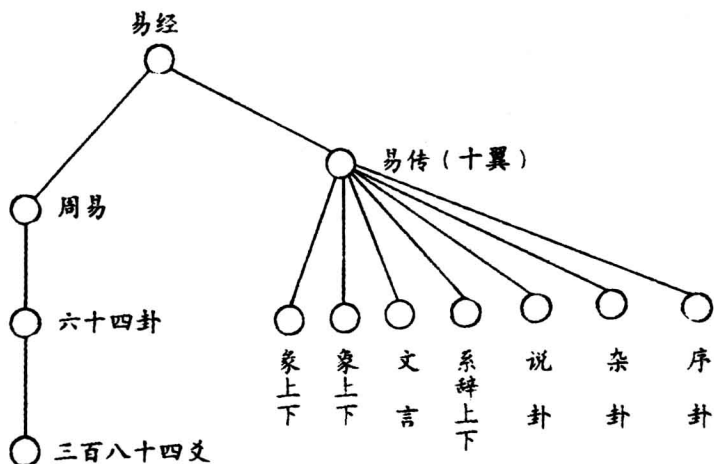 易经
易传（十翼）
周易
六十四卦
三百八十四爻
彖上下
象上下
文言
系辞上下
说卦
杂卦
序卦